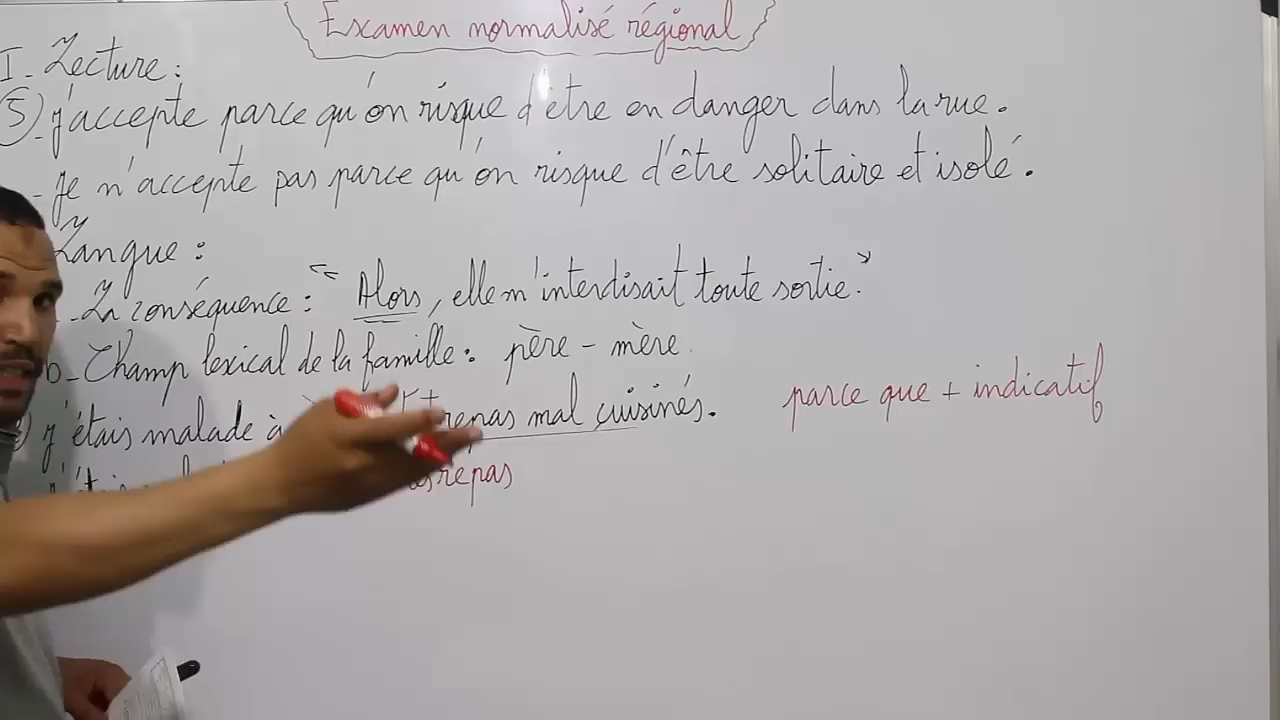 Examen normalisé régional
I. Lecture :
5) j'accepte parce qu'on risque d'être en danger dans la rue.
- Je n'accepte pas parce qu'on risque d'être solitaire et isolé.
Langue :
- La conséquence : " Alors, elle m'interdisait toute sortie."
b- Champ lexical de la famille : père - mère.
j'étais malade à repas mal cuisinés.
parce que + indicatif
repas